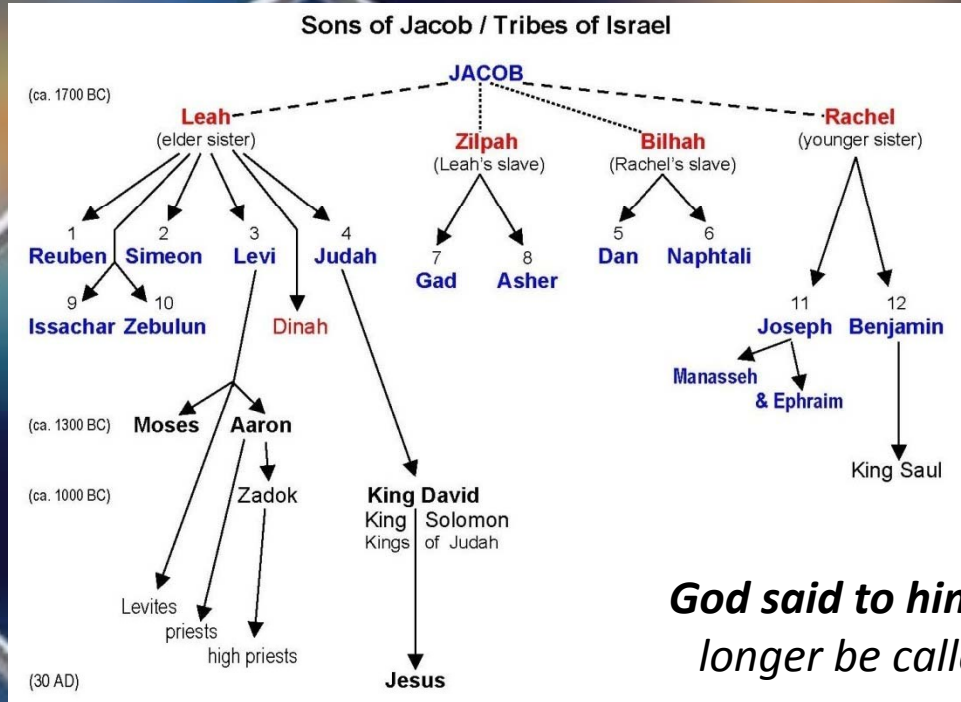 Sons of Jacob / Tribes of Israel
JACOB
(ca. 1700 BC)
Leah
(elder sister)
Zilpah
(Leah's slave)
Bilhah
(Rachel's slave)
Rachel
(younger sister)
1 2 3 4
Reuben Simeon Levi Judah
7 8
Gad Asher
5 6
Dan Naphtali
9 10
Issachar Zebulun
Dinah
11 12
Joseph Benjamin
Manasseh
& Ephraim
(ca. 1300 BC) Moses Aaron
King Saul
(ca. 1000 BC) Zadok King David
King Solomon
Kings of Judah
Levites
priests
high priests
God said to
longer be
(30 AD) Jesus